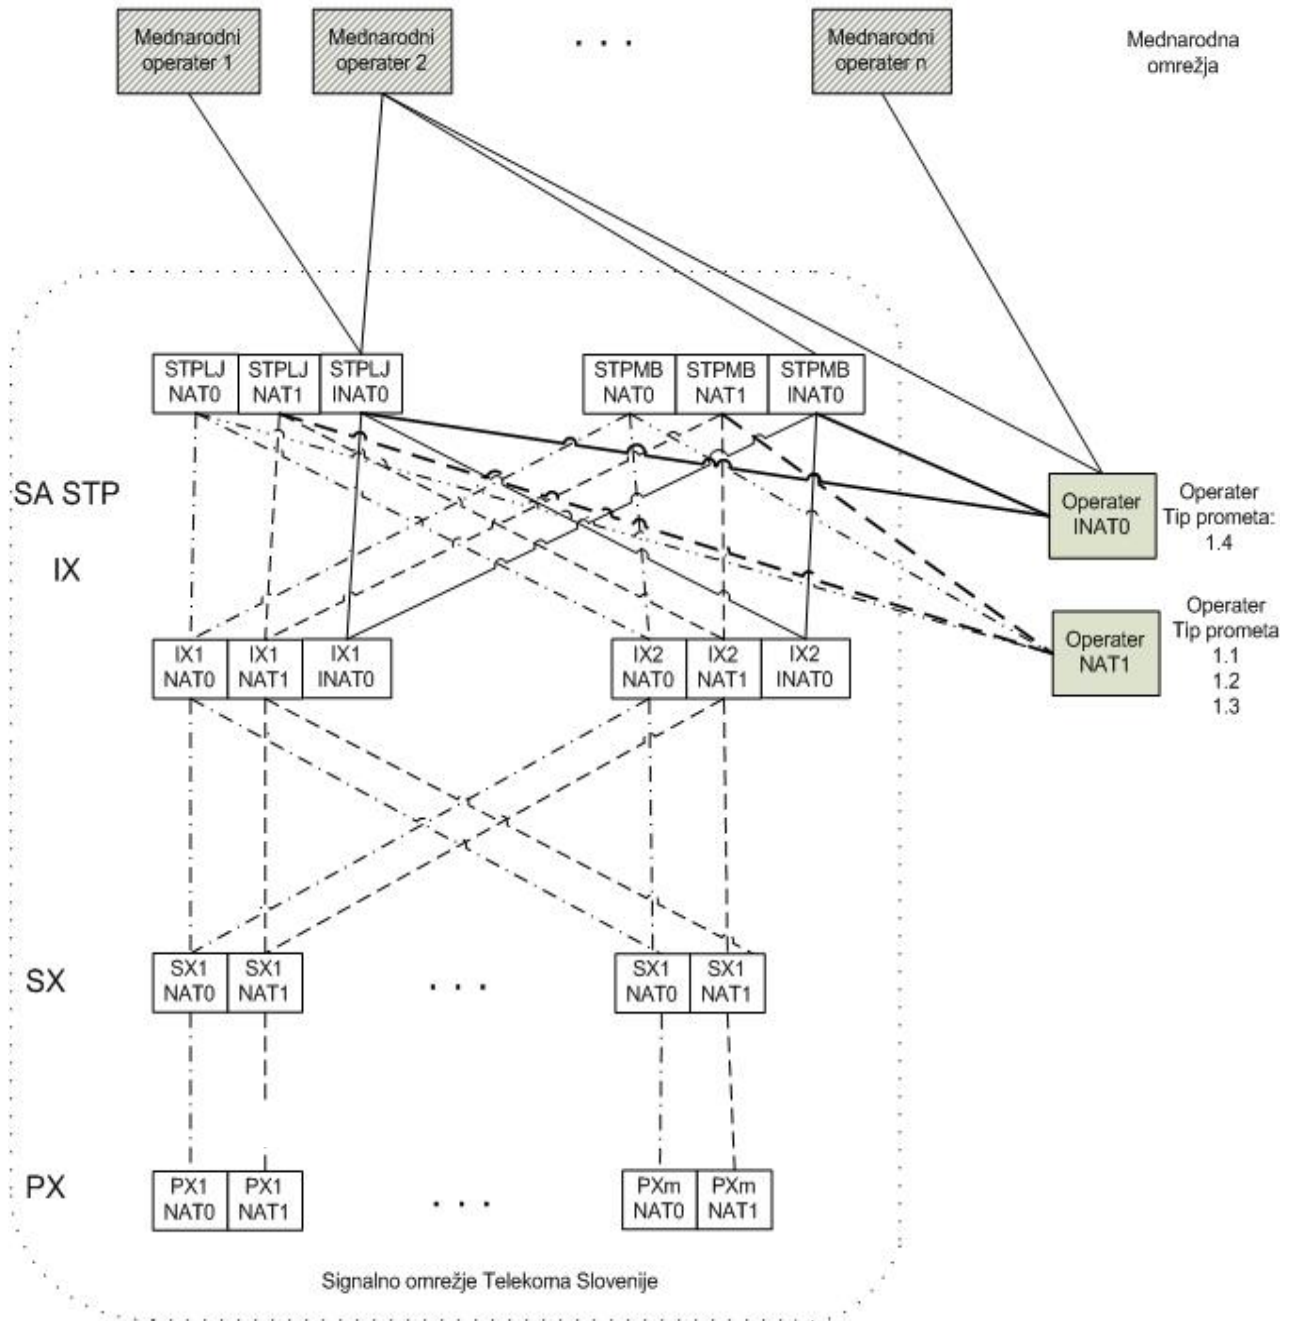 Mednarodni
operater 1
Mednarodni
operater 2
. . .
Mednarodni
operater n
Mednarodna
omrežja
STPLJ
NAT0
STPLJ
NAT1
STPLJ
INAT0
STPMB
NAT0
STPMB
NAT1
STPMB
INAT0
SA STP
IX
Operater
INAT0
Operater
Tip prometa:
1.4
Operater
NAT1
Operater
Tip prometa
1.1
1.2
1.3
IX1
NAT0
IX1
NAT1
IX1
INAT0
IX2
NAT0
IX2
NAT1
IX2
INAT0
SX
SX1
NAT0
SX1
NAT1
. . .
SX1
NAT0
SX1
NAT1
PX
PX1
NAT0
PX1
NAT1
. . .
PXm
NAT0
PXm
NAT1
Signalno omrežje Telekoma Slovenije